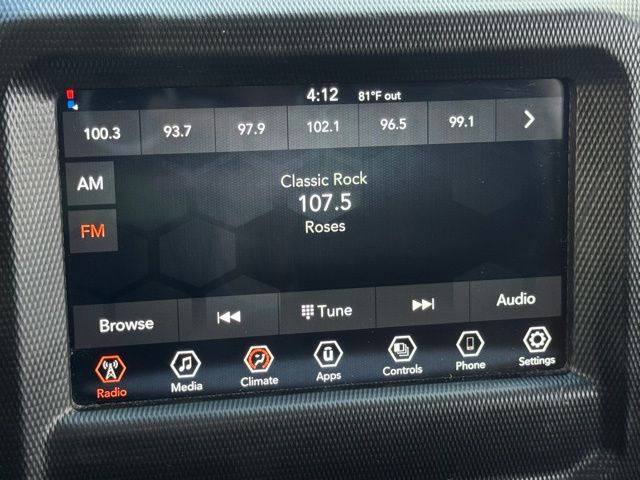 4:12 81°F out
100.3 93.7 97.9 102.1 96.5 99.1
AM
Classic Rock
107.5
FM
Roses
Browse Tune Audio
Radio Media Climate Apps Controls Phone Settings